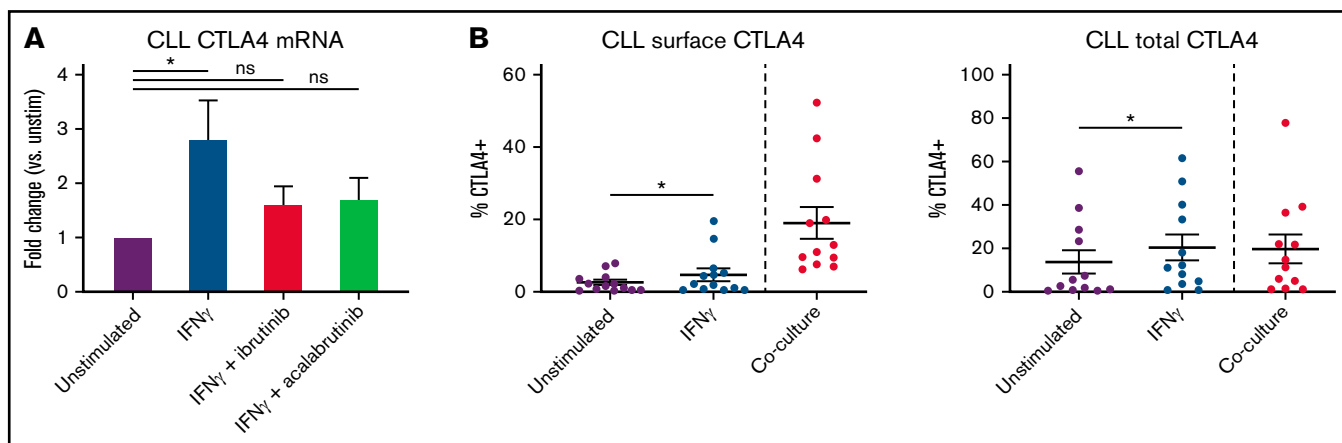 A
CLL CTLA4 mRNA
Fold change (vs. unstim)
4
3
2
1
0
*
ns
ns
Unstimulated
IFNγ
IFNγ + ibrutinib
IFNγ + acalabrutinib
B
CLL surface CTLA4
% CTLA4+
60
40
20
0
*
Unstimulated
IFNγ
Co-culture
CLL total CTLA4
% CTLA4+
100
80
60
40
20
0
*
Unstimulated
IFNγ
Co-culture